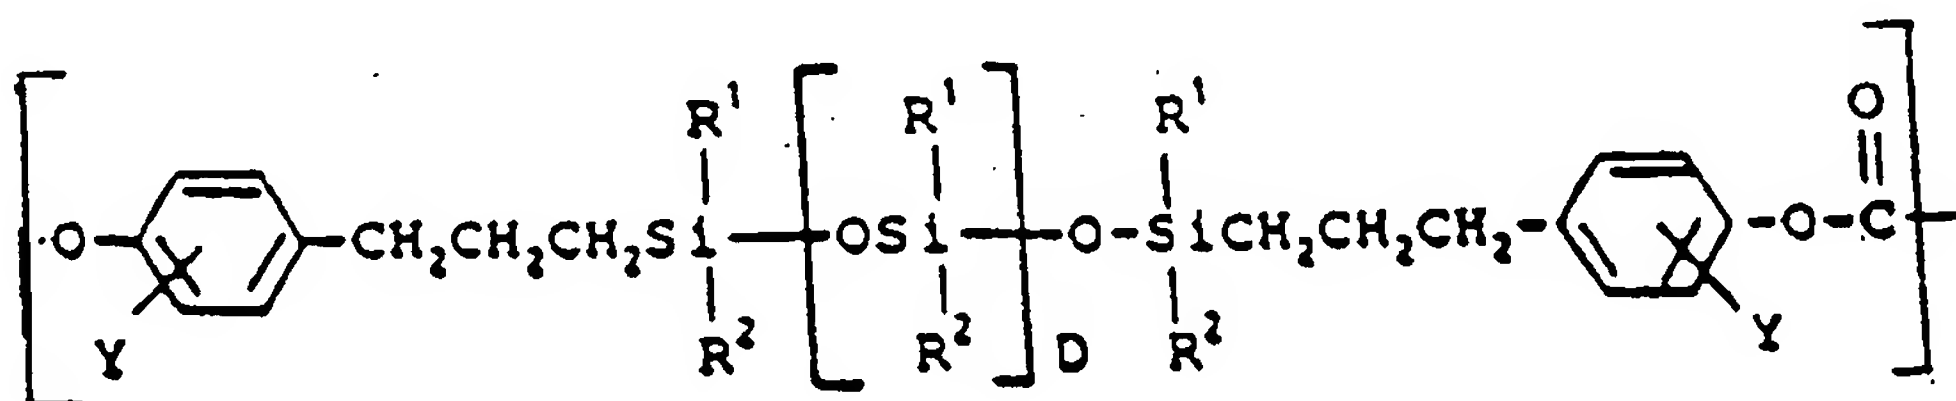 R¹ R¹ R¹ O
O-CH₂CH₂CH₂Si-OSi-O-SiCH₂CH₂CH₂-O-C-
Y R² R² D R² Y